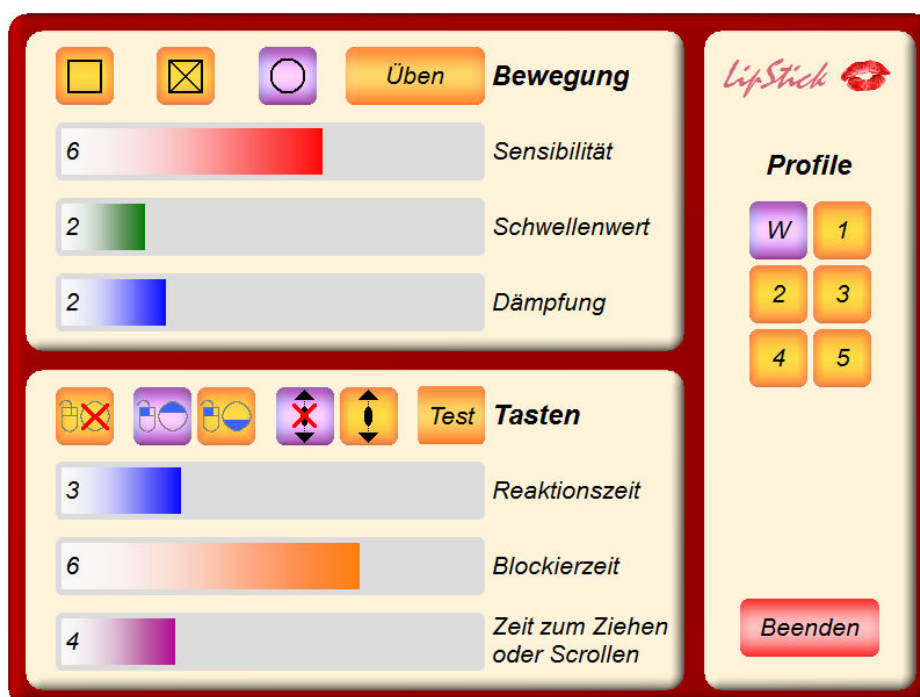 Üben
Bewegung
6
Sensibilität
2
Schwellenwert
2
Dämpfung
Test
Tasten
3
Reaktionszeit
6
Blockierzeit
4
Zeit zum Ziehen
oder Scrollen
LipStick
Profile
W
1
2
3
4
5
Beenden